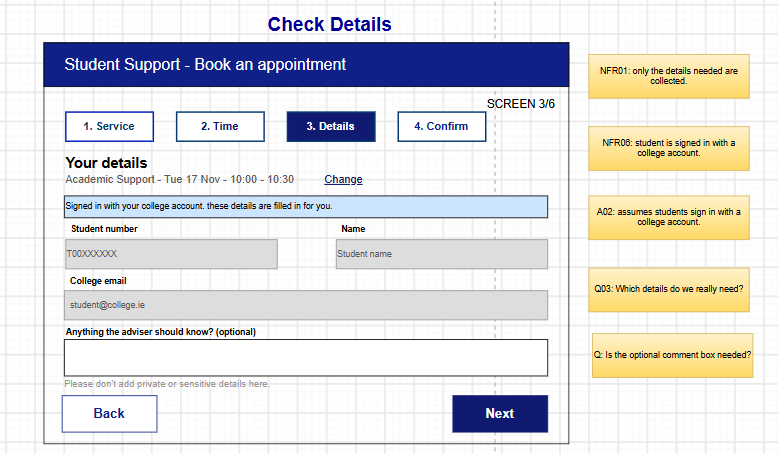 Check Details
Student Support - Book an appointment
SCREEN 3/6
1. Service
2. Time
3. Details
4. Confirm
Your details
Academic Support - Tue 17 Nov - 10:00 - 10:30
Change
Signed in with your college account. these details are filled in for you.
Student number
Name
T00XXXXXX
Student name
College email
student@college.ie
Anything the adviser should know? (optional)
Please don't add private or sensitive details here.
Back
Next
NFR01: only the details needed are
collected.
NFR06: student is signed in with a
college account.
A02: assumes students sign in with a
college account.
Q03: Which details do we really need?
Q: Is the optional comment box needed?